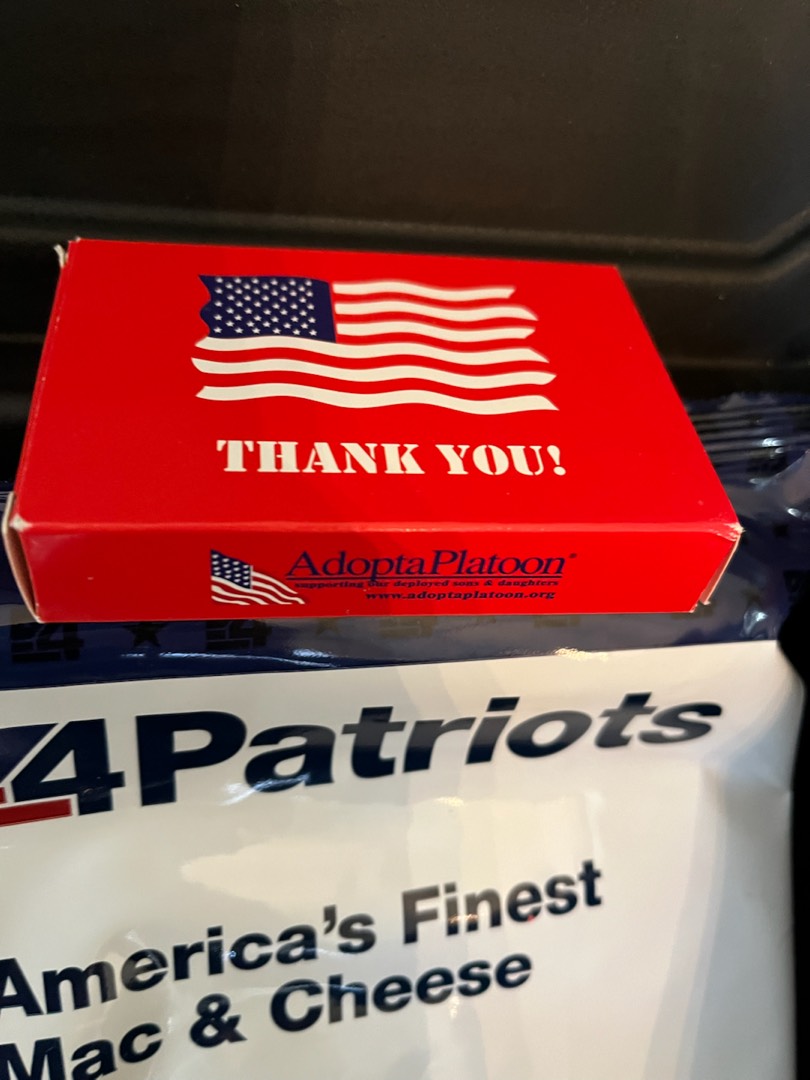 THANK YOU!
AdoptaPlatoon®
supporting our deployed sons & daughters
www.adoptaplatoon.org
4Patriots
America's Finest
Mac & Cheese